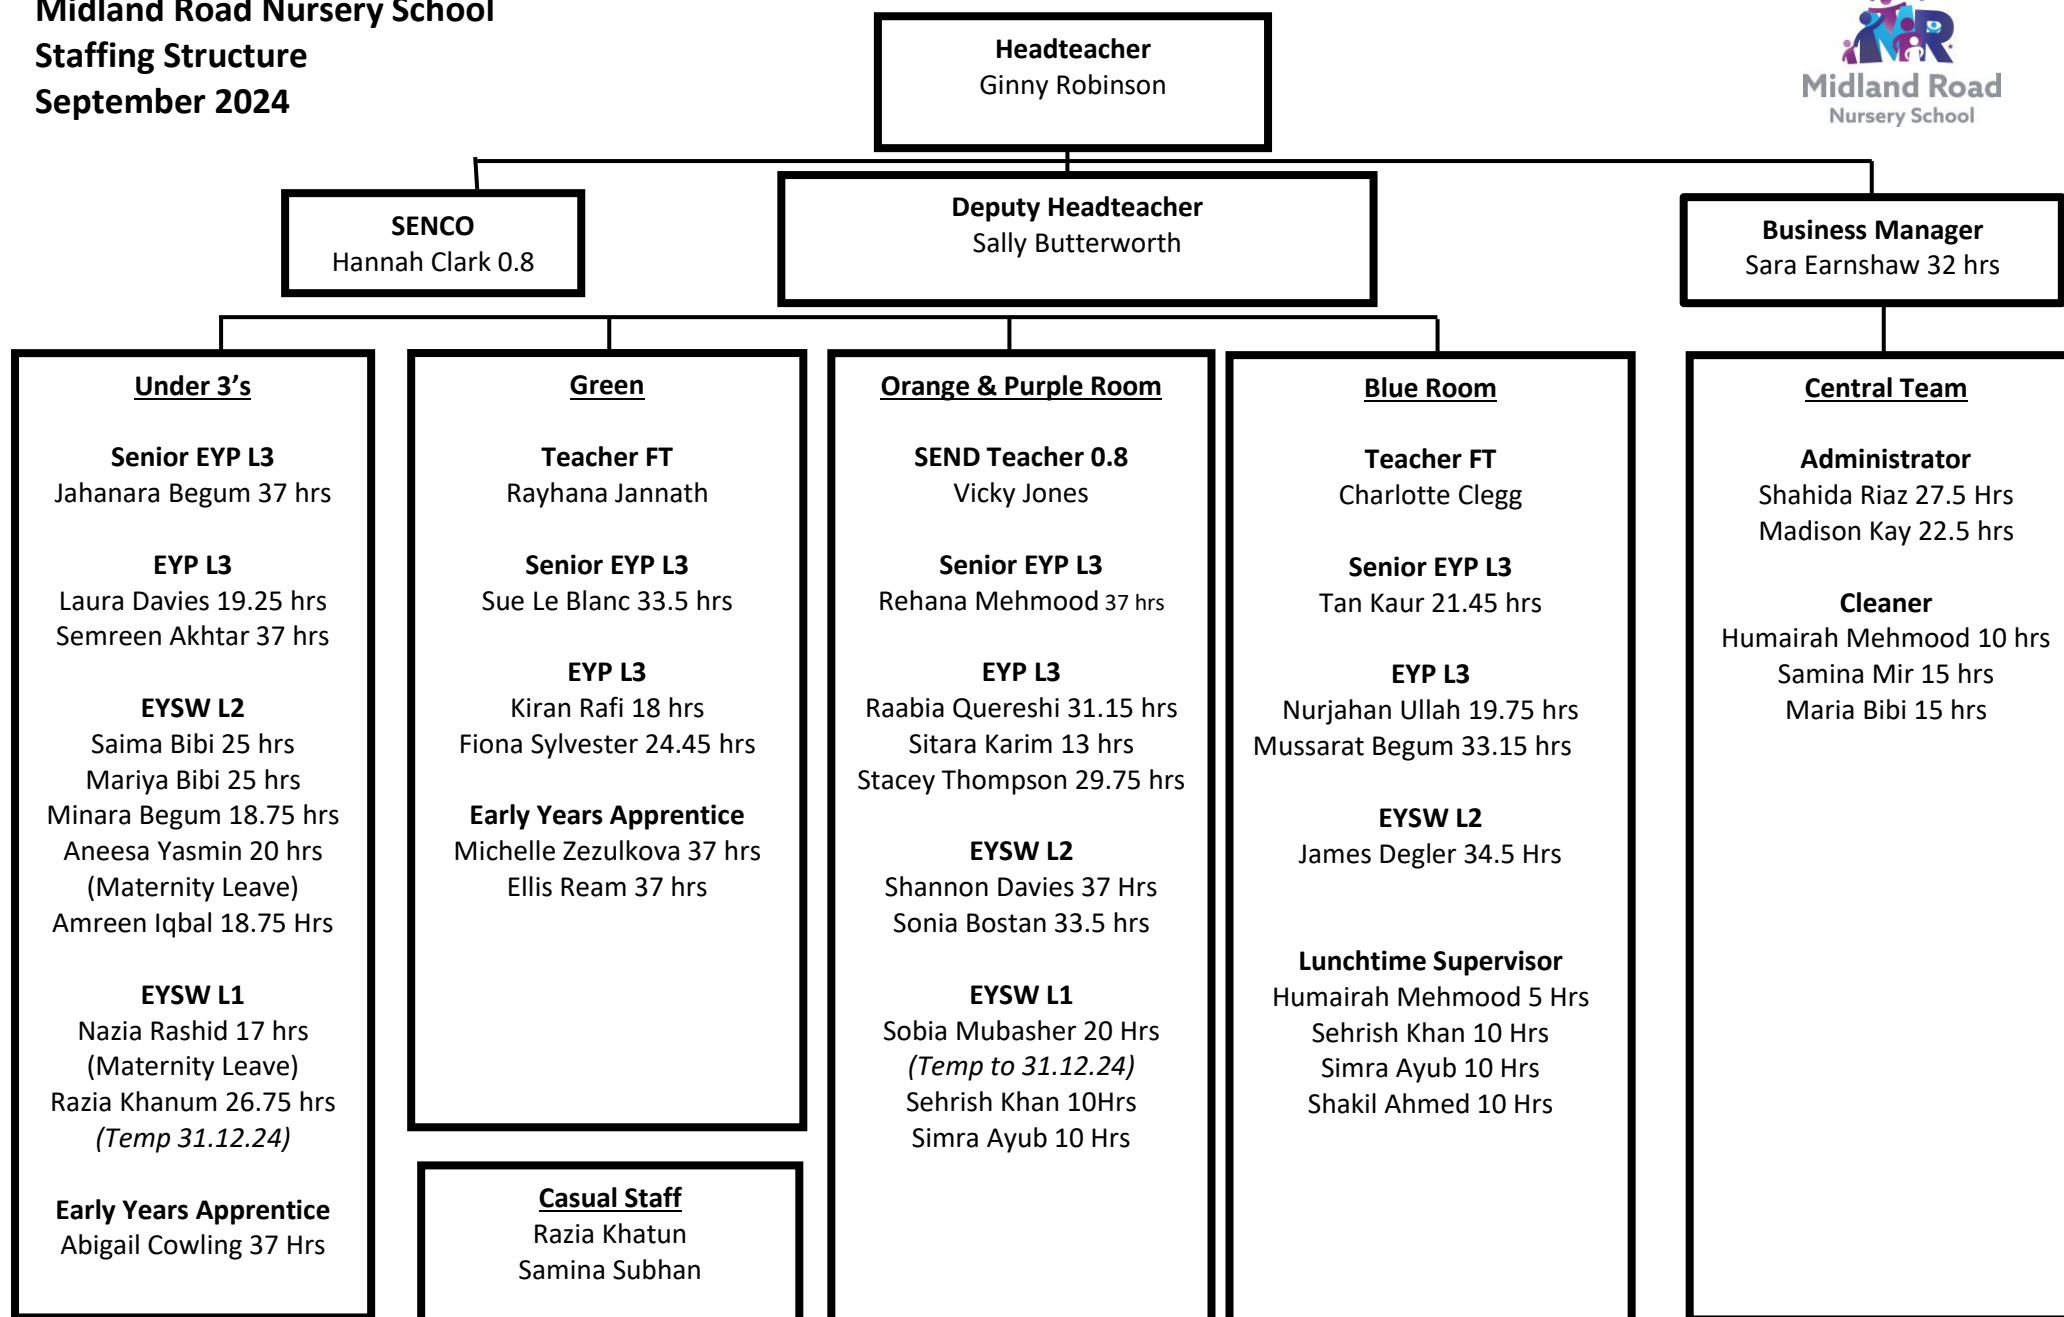 Midland Road Nursery School
Staffing Structure
September 2024
Midland Road
Nursery School
Headteacher
Ginny Robinson
SENCO
Hannah Clark 0.8
Deputy Headteacher
Sally Butterworth
Business Manager
Sara Earnshaw 32 hrs
Under 3’s
Senior EYP L3
Jahanara Begum 37 hrs
EYP L3
Laura Davies 19.25 hrs
Semreen Akhtar 37 hrs
EYSW L2
Saima Bibi 25 hrs
Mariya Bibi 25 hrs
Minara Begum 18.75 hrs
Aneesa Yasmin 20 hrs
(Maternity Leave)
Amreen Iqbal 18.75 Hrs
EYSW L1
Nazia Rashid 17 hrs
(Maternity Leave)
Razia Khanum 26.75 hrs
(Temp 31.12.24)
Early Years Apprentice
Abigail Cowling 37 Hrs
Green
Teacher FT
Rayhana Jannath
Senior EYP L3
Sue Le Blanc 33.5 hrs
EYP L3
Kiran Rafi 18 hrs
Fiona Sylvester 24.45 hrs
Early Years Apprentice
Michelle Zezulkova 37 hrs
Ellis Ream 37 hrs
Casual Staff
Razia Khatun
Samina Subhan
Orange & Purple Room
SEND Teacher 0.8
Vicky Jones
Senior EYP L3
Rehana Mehmood 37 hrs
EYP L3
Raabia Quereshi 31.15 hrs
Sitara Karim 13 hrs
Stacey Thompson 29.75 hrs
EYSW L2
Shannon Davies 37 Hrs
Sonia Bostan 33.5 hrs
EYSW L1
Sobia Mubasher 20 Hrs
(Temp to 31.12.24)
Sehrish Khan 10Hrs
Simra Ayub 10 Hrs
Blue Room
Teacher FT
Charlotte Clegg
Senior EYP L3
Tan Kaur 21.45 hrs
EYP L3
Nurjahan Ullah 19.75 hrs
Mussarat Begum 33.15 hrs
EYSW L2
James Degler 34.5 Hrs
Lunchtime Supervisor
Humairah Mehmood 5 Hrs
Sehrish Khan 10 Hrs
Simra Ayub 10 Hrs
Shakil Ahmed 10 Hrs
Central Team
Administrator
Shahida Riaz 27.5 Hrs
Madison Kay 22.5 hrs
Cleaner
Humairah Mehmood 10 hrs
Samina Mir 15 hrs
Maria Bibi 15 hrs